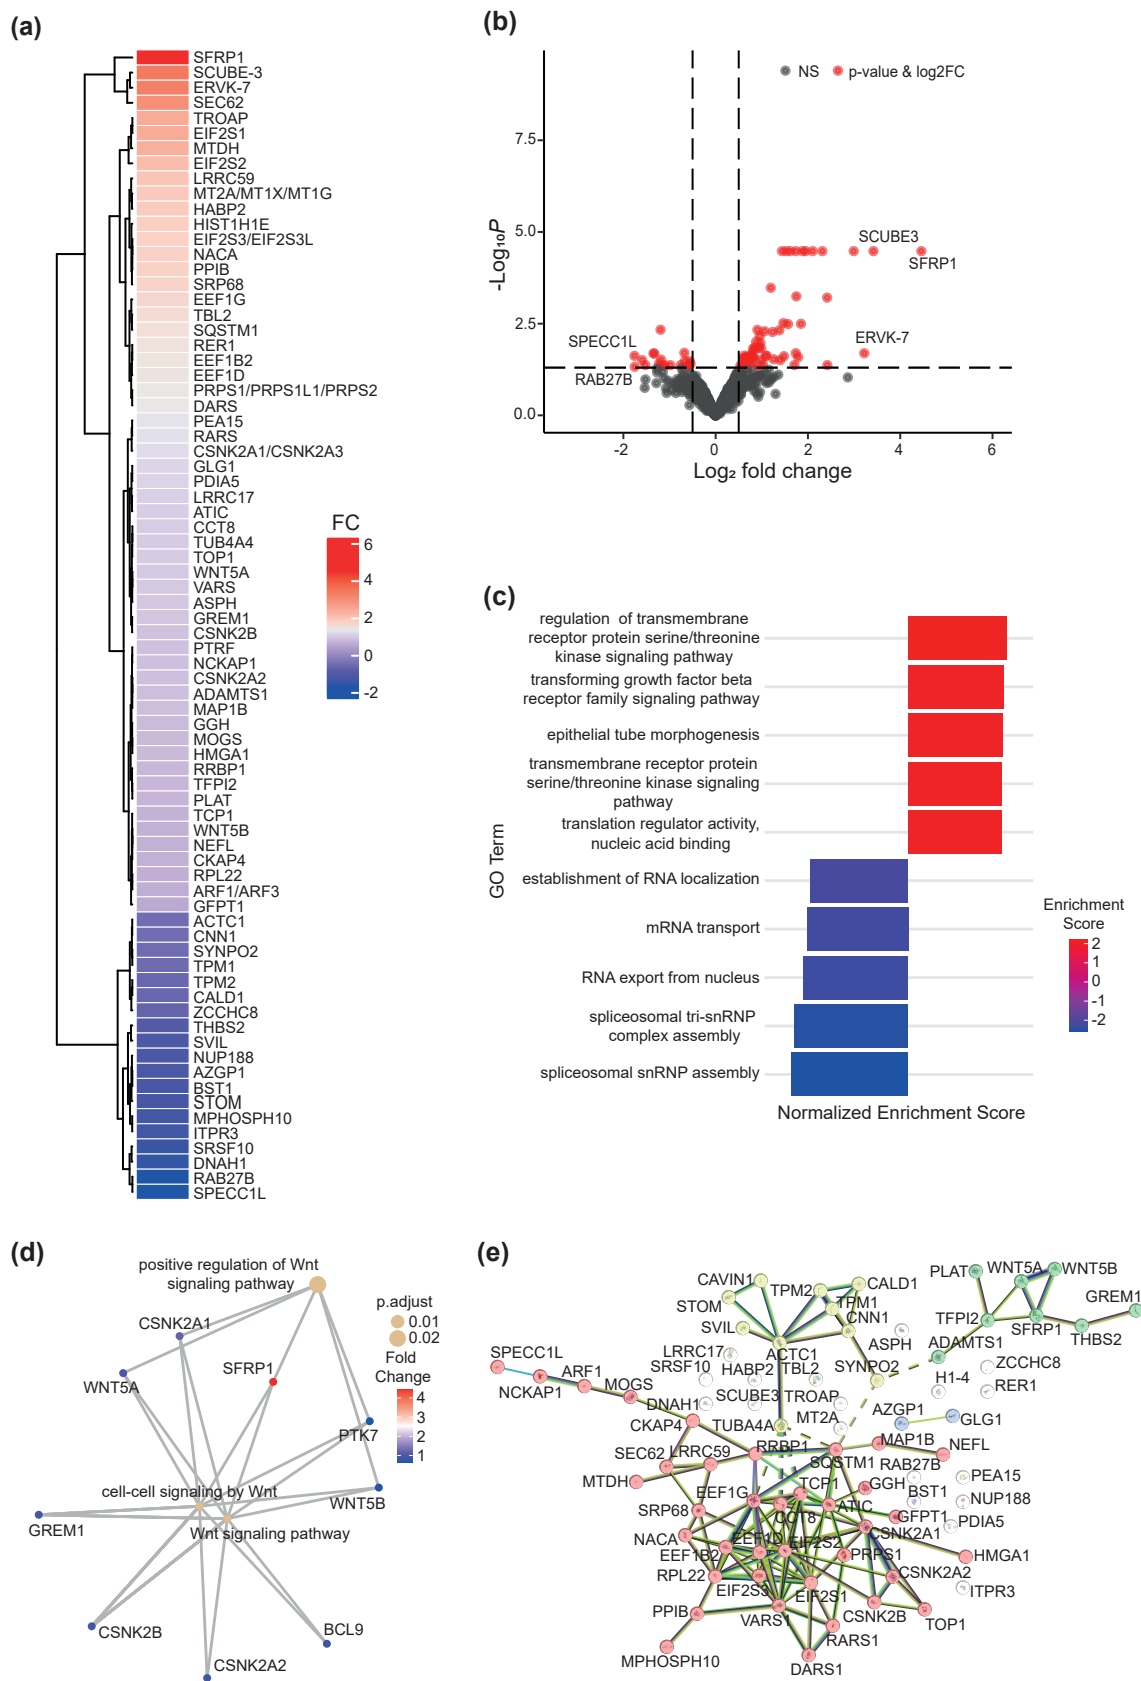 (a)
SFRP1
SCUBE-3
ERVK-7
SEC62
TROAP
EIF2S1
MTDH
EIF2S2
LRRC59
MT2A/MT1X/MT1G
HABP2
HIST1H1E
EIF2S3/EIF2S3L
NACA
PPIB
SRP68
EEF1G
TBL2
SQSTM1
RER1
EEF1B2
EEF1D
PRPS1/PRPS1L1/PRPS2
DARS
PEA15
RARS
CSNK2A1/CSNK2A3
GLG1
PDIA5
LRRC17
ATIC
CCT8
TUB4A4
TOP1
WNT5A
VARS
ASPH
GREM1
CSNK2B
PTRF
NCKAP1
CSNK2A2
ADAMTS1
MAP1B
GGH
MOGS
HMGA1
RRBP1
TFPI2
PLAT
TCP1
WNT5B
NEFL
CKAP4
RPL22
ARF1/ARF3
GFPT1
ACTC1
CNN1
SYNPO2
TPM1
TPM2
CALD1
ZCCHC8
THBS2
SVIL
NUP188
AZGP1
BST1
STOM
MPHOSPH10
ITPR3
SRSF10
DNAH1
RAB27B
SPECC1L
FC
6
4
2
0
-2
(b)
NS
p-value & log2FC
-Log₁₀P
7.5
5.0
2.5
0.0
SCUBE3
SFRP1
ERVK-7
SPECC1L
RAB27B
-2
0
2
4
6
Log₂ fold change
(c)
GO Term
regulation of transmembrane
receptor protein serine/threonine
kinase signaling pathway
transforming growth factor beta
receptor family signaling pathway
epithelial tube morphogenesis
transmembrane receptor protein
serine/threonine kinase signaling
pathway
translation regulator activity,
nucleic acid binding
establishment of RNA localization
mRNA transport
RNA export from nucleus
spliceosomal tri-snRNP
complex assembly
spliceosomal snRNP assembly
Normalized Enrichment Score
Enrichment
Score
2
1
0
-1
-2
(d)
positive regulation of Wnt
signaling pathway
CSNK2A1
SFRP1
WNT5A
PTK7
cell-cell signaling by Wnt
WNT5B
GREM1
Wnt signaling pathway
CSNK2B
BCL9
CSNK2A2
p.adjust
0.01
0.02
Fold
Change
4
3
2
1
(e)
CAVIN1
TPM2
CALD1
PLAT
WNT5A
WNT5B
STOM
TPM1
GREM1
SVIL
CNN1
TFPI2
SFRP1
THBS2
ASPH
ADAMTS1
LRRC17
ACTC1
SPECC1L
SRSF10
HABP2
TBL2
SYNPO2
ZCCHC8
NCKAP1
ARF1
MOGS
H1-4
RER1
DNAH1
SCUBE3
TROAP
AZGP1
GLG1
CKAP4
TUBA4A
MT2A
SEC62
LRRC59
RRBP1
SQSTM1
MAP1B
NEFL
MTDH
TCP1
RAB27B
PEA15
EEF1G
GGH
BST1
NUP188
SRP68
CCT8
ATIC
GFPT1
PDIA5
NACA
EEF1D
EIF2S2
CSNK2A1
EEF1B2
PRPS1
HMGA1
RPL22
EIF2S3
EIF2S1
CSNK2A2
ITPR3
PPIB
VARS1
CSNK2B
TOP1
RARS1
MPHOSPH10
DARS1